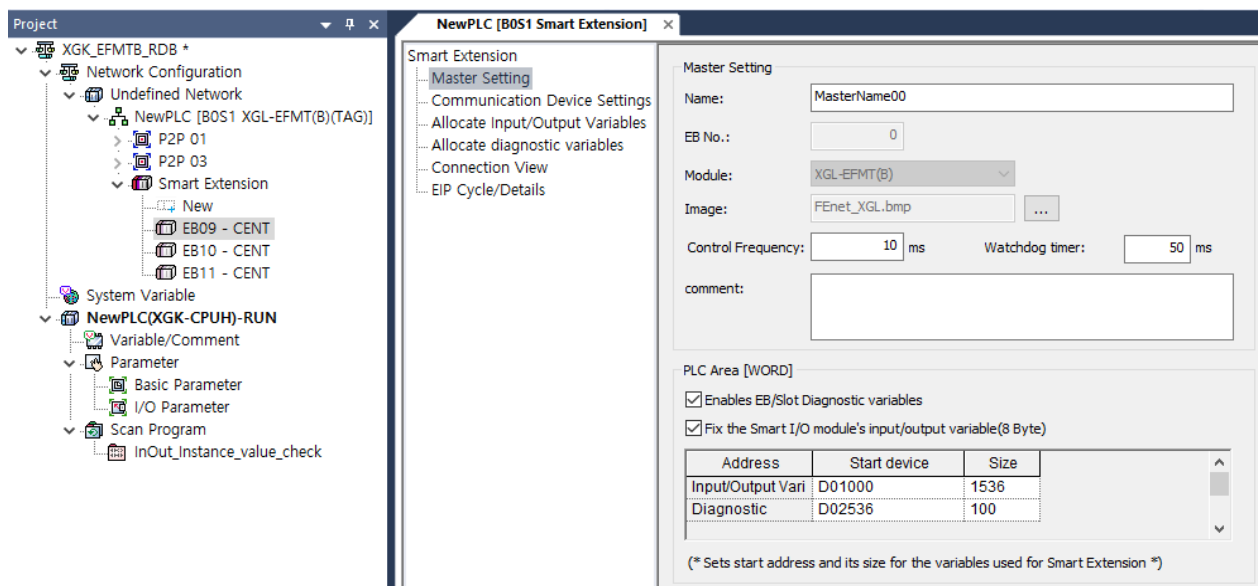 Project
XGK_EFMTB_RDB *
Network Configuration
Undefined Network
NewPLC [B0S1 XGL-EFMT(B)(TAG)]
P2P 01
P2P 03
Smart Extension
New
EB09 - CENT
EB10 - CENT
EB11 - CENT
System Variable
NewPLC(XGK-CPUH)-RUN
Variable/Comment
Parameter
Basic Parameter
I/O Parameter
Scan Program
InOut_Instance_value_check
NewPLC [B0S1 Smart Extension]
Smart Extension
Master Setting
Communication Device Settings
Allocate Input/Output Variables
Allocate diagnostic variables
Connection View
EIP Cycle/Details
Master Setting
Name: MasterName00
EB No.: 0
Module: XGL-EFMT(B)
Image: FEnet_XGL.bmp ...
Control Frequency: 10 ms Watchdog timer: 50 ms
comment:
PLC Area [WORD]
Enables EB/Slot Diagnostic variables
Fix the Smart I/O module's input/output variable(8 Byte)
Address Start device Size
Input/Output Vari D01000 1536
Diagnostic D02536 100
(* Sets start address and its size for the variables used for Smart Extension *)